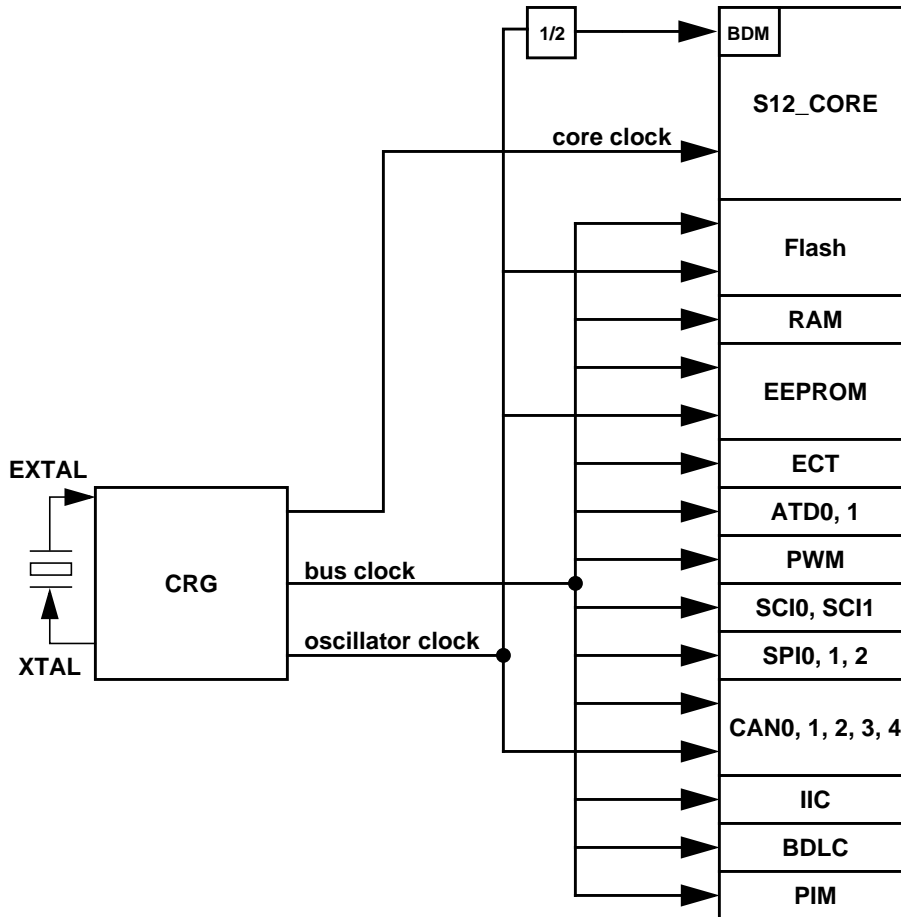 1/2
BDM
S12_CORE
core clock
Flash
RAM
EEPROM
EXTAL
ECT
ATD0, 1
CRG
bus clock
PWM
SCI0, SCI1
oscillator clock
XTAL
SPI0, 1, 2
CAN0, 1, 2, 3, 4
IIC
BDLC
PIM